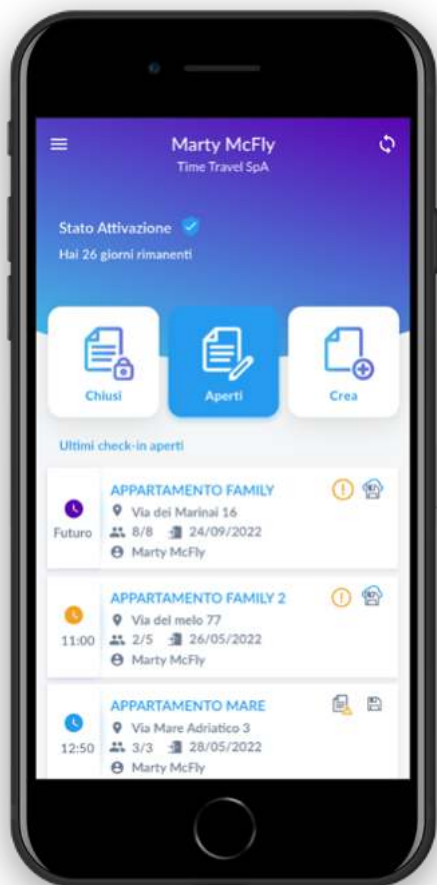 Marty McFly
Time Travel SpA
Stato Attivazione
Hai 26 giorni rimanenti
Chiusi
Aperti
Crea
Ultimi check-in aperti
APPARTAMENTO FAMILY
Via dei Marinai 16
Futuro
8/8 24/09/2022
Marty McFly
APPARTAMENTO FAMILY 2
Via del melo 77
11:00
2/5 26/05/2022
Marty McFly
APPARTAMENTO MARE
Via Mare Adriatico 3
12:50
3/3 28/05/2022
Marty McFly